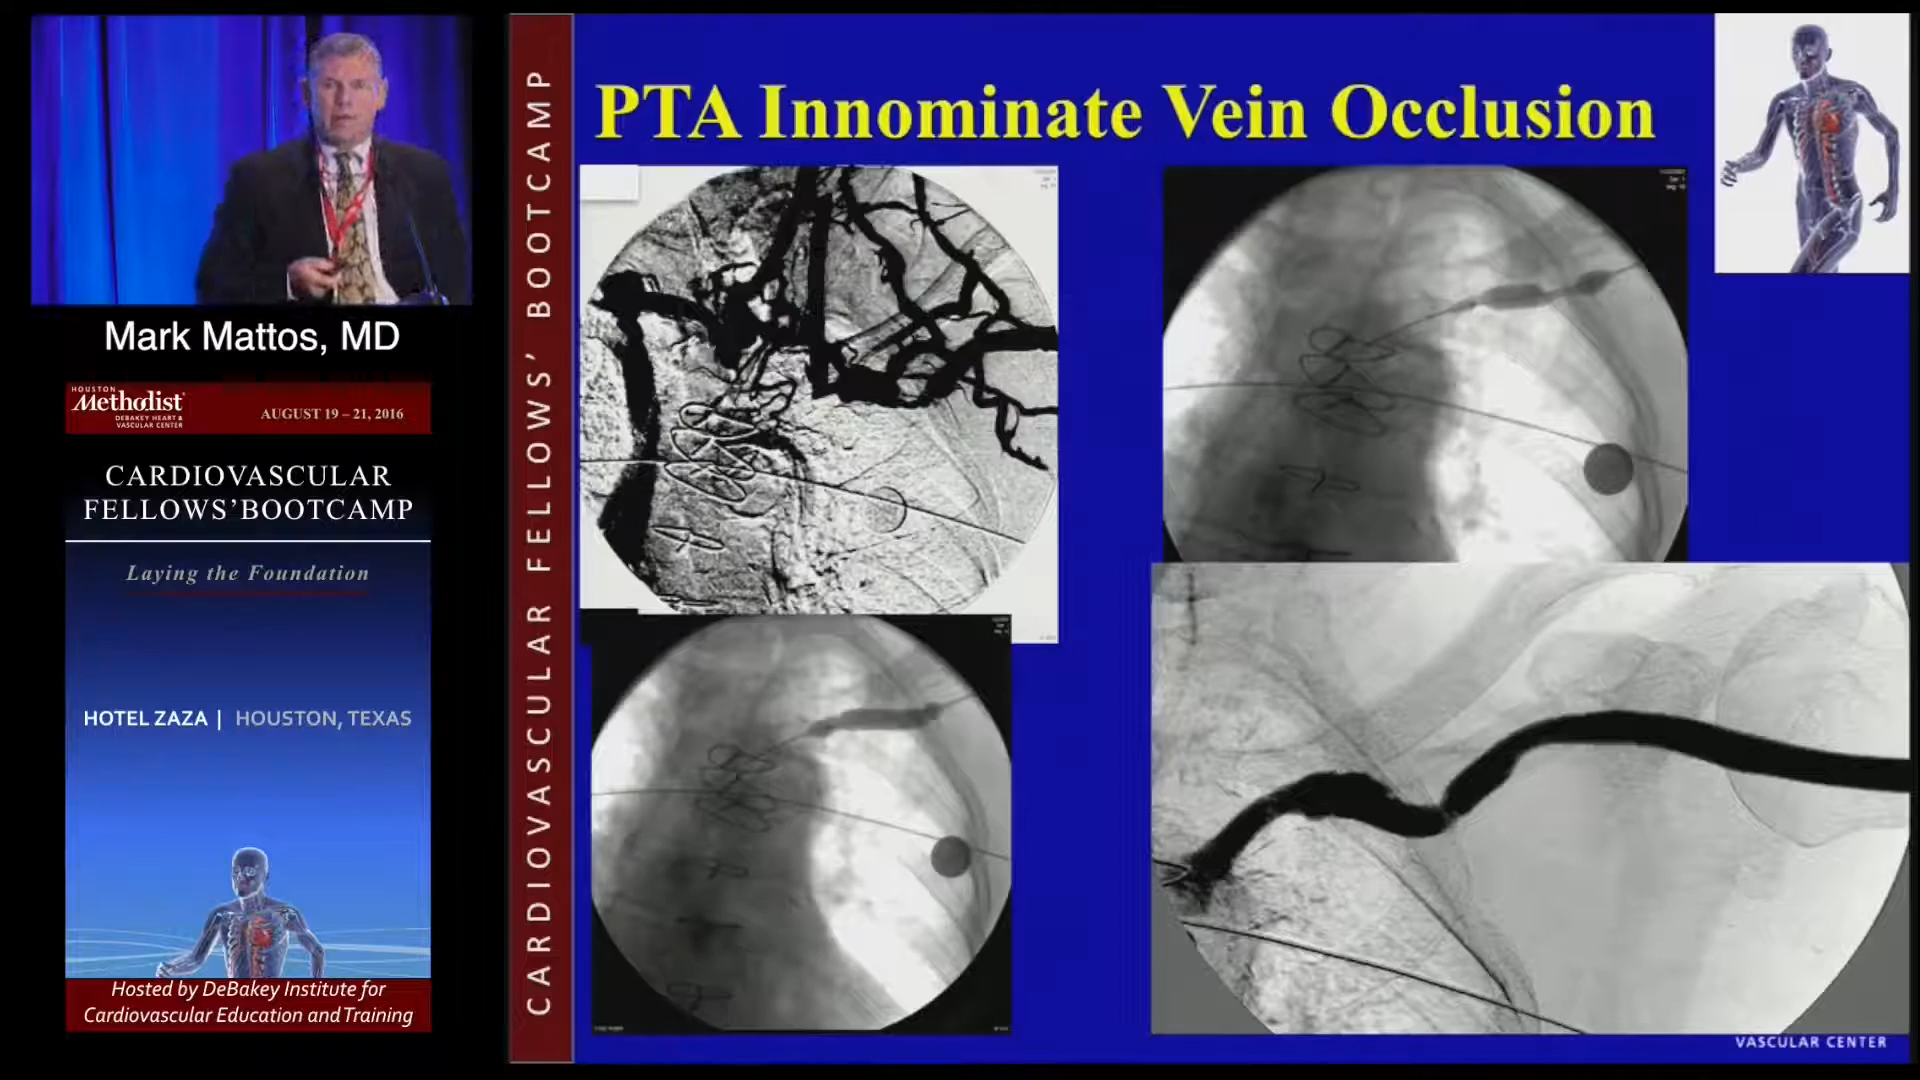 Mark Mattos, MD
HOUSTON
Methodist
DEBAKEY HEART &
VASCULAR CENTER
AUGUST 19 – 21, 2016
CARDIOVASCULAR
FELLOWS’BOOTCAMP
Laying the Foundation
HOTEL ZAZA | HOUSTON, TEXAS
Hosted by DeBakey Institute for
Cardiovascular Education and Training
CARDIOVASCULAR FELLOWS’ BOOTCAMP
PTA Innominate Vein Occlusion
VASCULAR CENTER